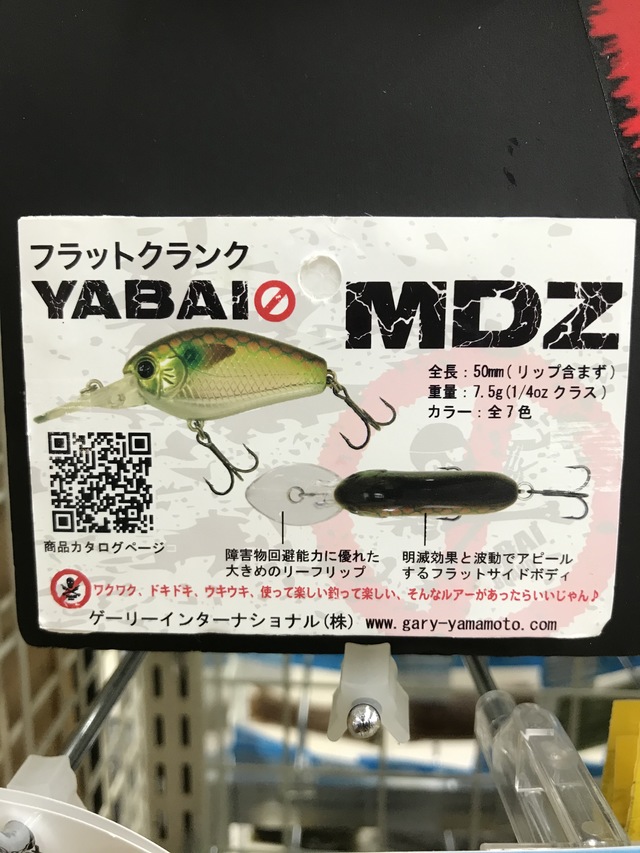 フラットクランク
YABAI MDZ
全長：50mm(リップ含まず)
重量：7.5g(1/4ozクラス)
カラー：全7色
商品カタログページ
障害物回避能力に優れた
大きめのリーフリップ
明滅効果と波動でアピール
するフラットサイドボディ
ワクワク、ドキドキ、ウキウキ、使って楽しい釣って楽しい、そんなルアーがあったらいいじゃん♪
ゲーリーインターナショナル(株) www.gary-yamamoto.com